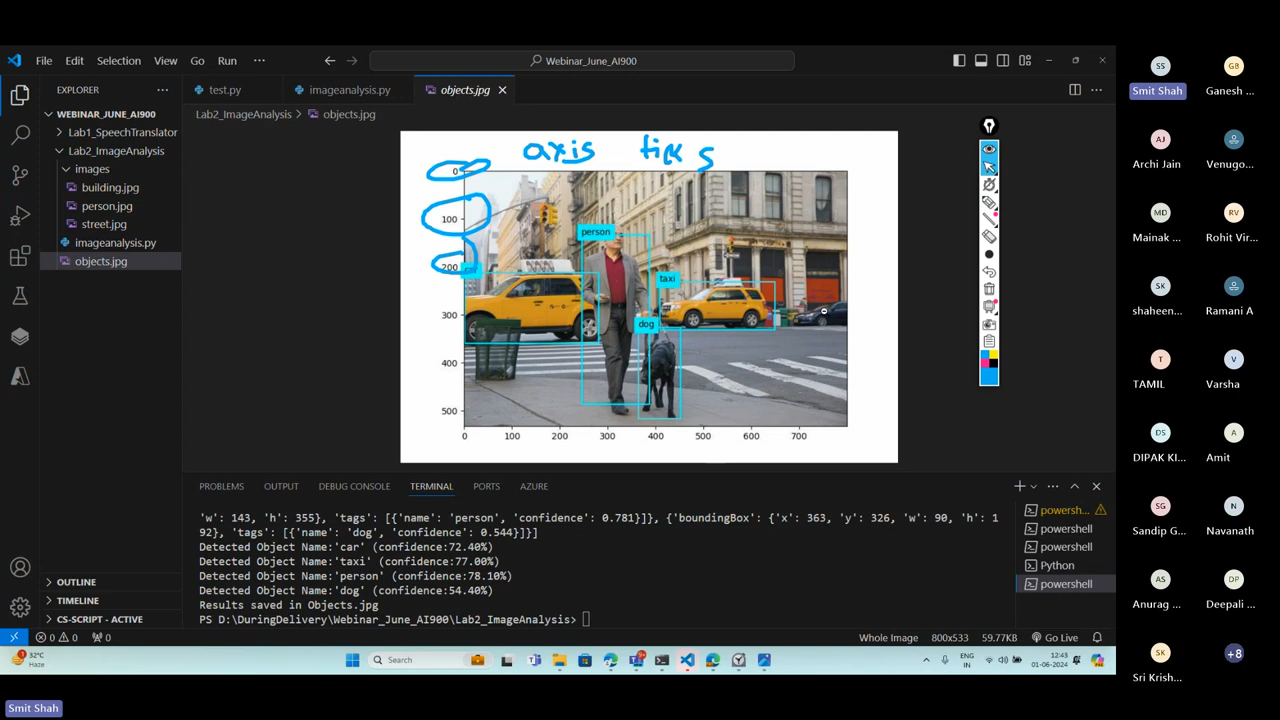 File Edit Selection View Go Run ··· Webinar_June_AI900
EXPLORER ··· test.py imageanalysis.py objects.jpg
WEBINAR_JUNE_AI900 Lab2_ImageAnalysis > objects.jpg
Lab1_SpeechTranslator
Lab2_ImageAnalysis
images
building.jpg
person.jpg
street.jpg
imageanalysis.py
objects.jpg
OUTLINE
TIMELINE
CS-SCRIPT - ACTIVE
axis ticks
0
100
200
300
400
500
0 100 200 300 400 500 600 700
person
taxi
dog
PROBLEMS OUTPUT DEBUG CONSOLE TERMINAL PORTS AZURE
'w': 143, 'h': 355}, 'tags': [{'name': 'person', 'confidence': 0.781}]}, {'boundingBox': {'x': 363, 'y': 326, 'w': 90, 'h': 1
92}, 'tags': [{'name': 'dog', 'confidence': 0.544}]}]
Detected Object Name:'car' (confidence:72.40%)
Detected Object Name:'taxi' (confidence:77.00%)
Detected Object Name:'person' (confidence:78.10%)
Detected Object Name:'dog' (confidence:54.40%)
Results saved in Objects.jpg
PS D:\DuringDelivery\Webinar_June_AI900\Lab2_ImageAnalysis>
powersh...
powershell
powershell
Python
powershell
0 0 0 Whole Image 800x533 59.77KB Go Live
32°C
Haze
Search
ENG
IN
12:43
01-06-2024
SS GB
Smit Shah Ganesh ...
AJ
Archi Jain Venugo...
MD RV
Mainak ... Rohit Vir...
SK
shaheen... Ramani A
T V
TAMIL Varsha
DS A
DIPAK KI... Amit
SG N
Sandip G... Navanath
AS DP
Anurag ... Deepali ...
SK +8
Sri Krish...
Smit Shah